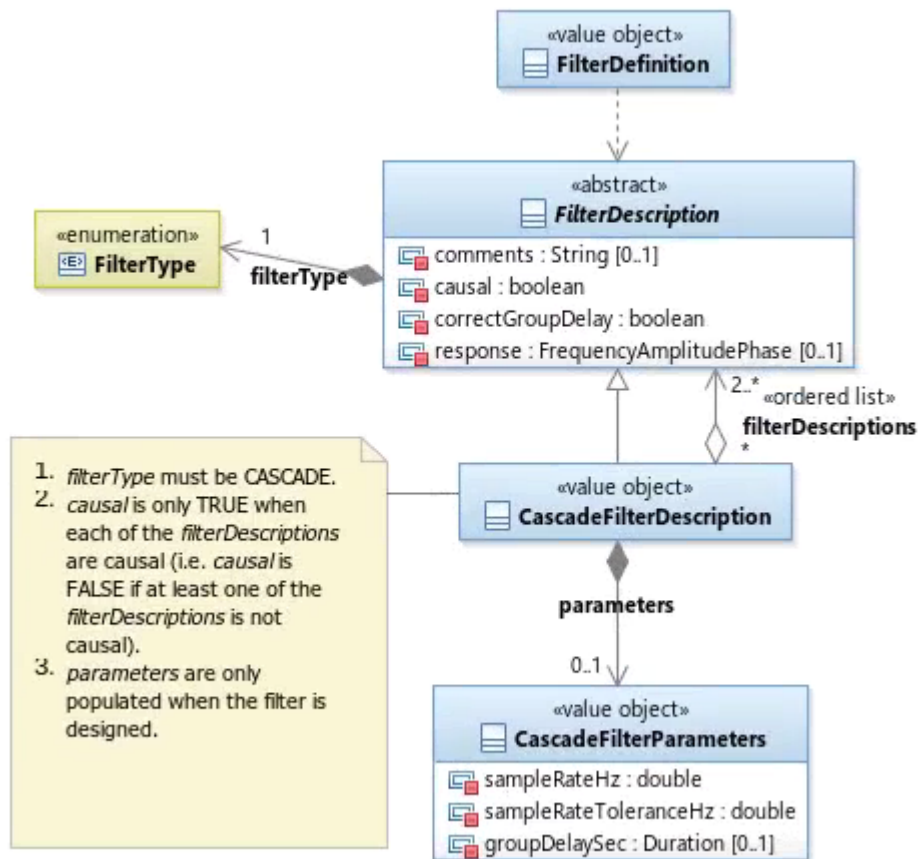 «value object»
FilterDefinition
«abstract»
FilterDescription
comments : String [0..1]
causal : boolean
correctGroupDelay : boolean
response : FrequencyAmplitudePhase [0..1]
«enumeration»
<E> FilterType
1
filterType
2..*
«ordered list»
filterDescriptions
*
1. filterType must be CASCADE.
2. causal is only TRUE when
each of the filterDescriptions
are causal (i.e. causal is
FALSE if at least one of the
filterDescriptions is not
causal).
3. parameters are only
populated when the filter is
designed.
«value object»
CascadeFilterDescription
parameters
0..1
«value object»
CascadeFilterParameters
sampleRateHz : double
sampleRateToleranceHz : double
groupDelaySec : Duration [0..1]